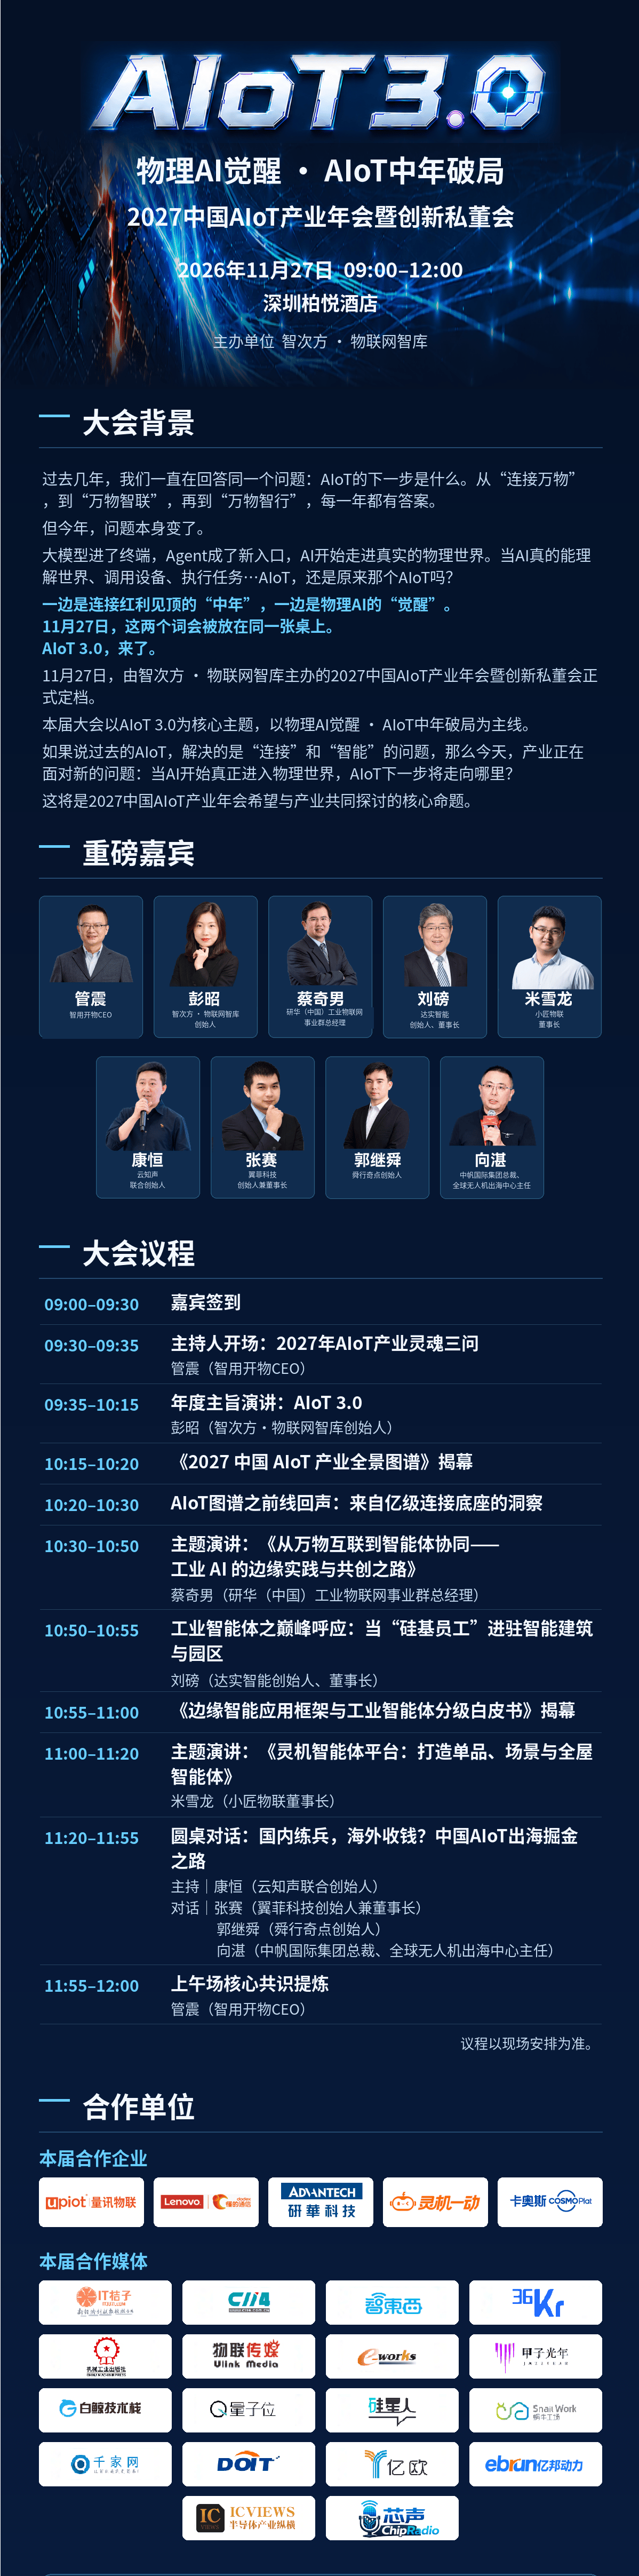 AIoT3.0
物理AI觉醒 · AIoT中年破局
2027中国AIoT产业年会暨创新私董会
2026年11月27日 09:00–12:00
深圳柏悦酒店
主办单位 智次方 · 物联网智库
大会背景
过去几年，我们一直在回答同一个问题：AIoT的下一步是什么。从“连接万物”
，到“万物智联”，再到“万物智行”，每一年都有答案。
但今年，问题本身变了。
大模型进了终端，Agent成了新入口，AI开始走进真实的物理世界。当AI真的能理
解世界、调用设备、执行任务…AIoT，还是原来那个AIoT吗？
一边是连接红利见顶的“中年”，一边是物理AI的“觉醒”。
11月27日，这两个词会被放在同一张桌上。
AIoT 3.0，来了。
11月27日，由智次方 · 物联网智库主办的2027中国AIoT产业年会暨创新私董会正
式定档。
本届大会以AIoT 3.0为核心主题，以物理AI觉醒 · AIoT中年破局为主线。
如果说过去的AIoT，解决的是“连接”和“智能”的问题，那么今天，产业正在
面对新的问题：当AI开始真正进入物理世界，AIoT下一步将走向哪里？
这将是2027中国AIoT产业年会希望与产业共同探讨的核心命题。
重磅嘉宾
管震
智用开物CEO
彭昭
智次方 · 物联网智库
创始人
蔡奇男
研华（中国）工业物联网
事业群总经理
刘磅
达实智能
创始人、董事长
米雪龙
小匠物联
董事长
康恒
云知声
联合创始人
张赛
翼菲科技
创始人兼董事长
郭继舜
舜行奇点创始人
向湛
中帆国际集团总裁、
全球无人机出海中心主任
大会议程
09:00–09:30 嘉宾签到
09:30–09:35 主持人开场：2027年AIoT产业灵魂三问
管震（智用开物CEO）
09:35–10:15 年度主旨演讲：AIoT 3.0
彭昭（智次方·物联网智库创始人）
10:15–10:20 《2027 中国 AIoT 产业全景图谱》揭幕
10:20–10:30 AIoT图谱之前线回声：来自亿级连接底座的洞察
10:30–10:50 主题演讲：《从万物互联到智能体协同——
工业 AI 的边缘实践与共创之路》
蔡奇男（研华（中国）工业物联网事业群总经理）
10:50–10:55 工业智能体之巅峰呼应：当“硅基员工”进驻智能建筑
与园区
刘磅（达实智能创始人、董事长）
10:55–11:00 《边缘智能应用框架与工业智能体分级白皮书》揭幕
11:00–11:20 主题演讲：《灵机智能体平台：打造单品、场景与全屋
智能体》
米雪龙（小匠物联董事长）
11:20–11:55 圆桌对话：国内练兵，海外收钱？中国AIoT出海掘金
之路
主持｜康恒（云知声联合创始人）
对话｜张赛（翼菲科技创始人兼董事长）
郭继舜（舜行奇点创始人）
向湛（中帆国际集团总裁、全球无人机出海中心主任）
11:55–12:00 上午场核心共识提炼
管震（智用开物CEO）
议程以现场安排为准。
合作单位
本届合作企业
Upiot 量讯物联
Lenovo 懂的通信
ADVANTECH
研華科技
灵机一动
卡奥斯 COSMOPlat
本届合作媒体
IT桔子
C114
智東西
36Kr
机械工业出版社
物联传媒
Ulink Media
e-works
甲子光年
白鲸技术栈
量子位
硅星人
Snail Work
蜗牛工场
千家网
DOIT
亿欧
ebrun亿邦动力
IC
ICVIEWS
半导体产业纵横
芯声
ChipRadio